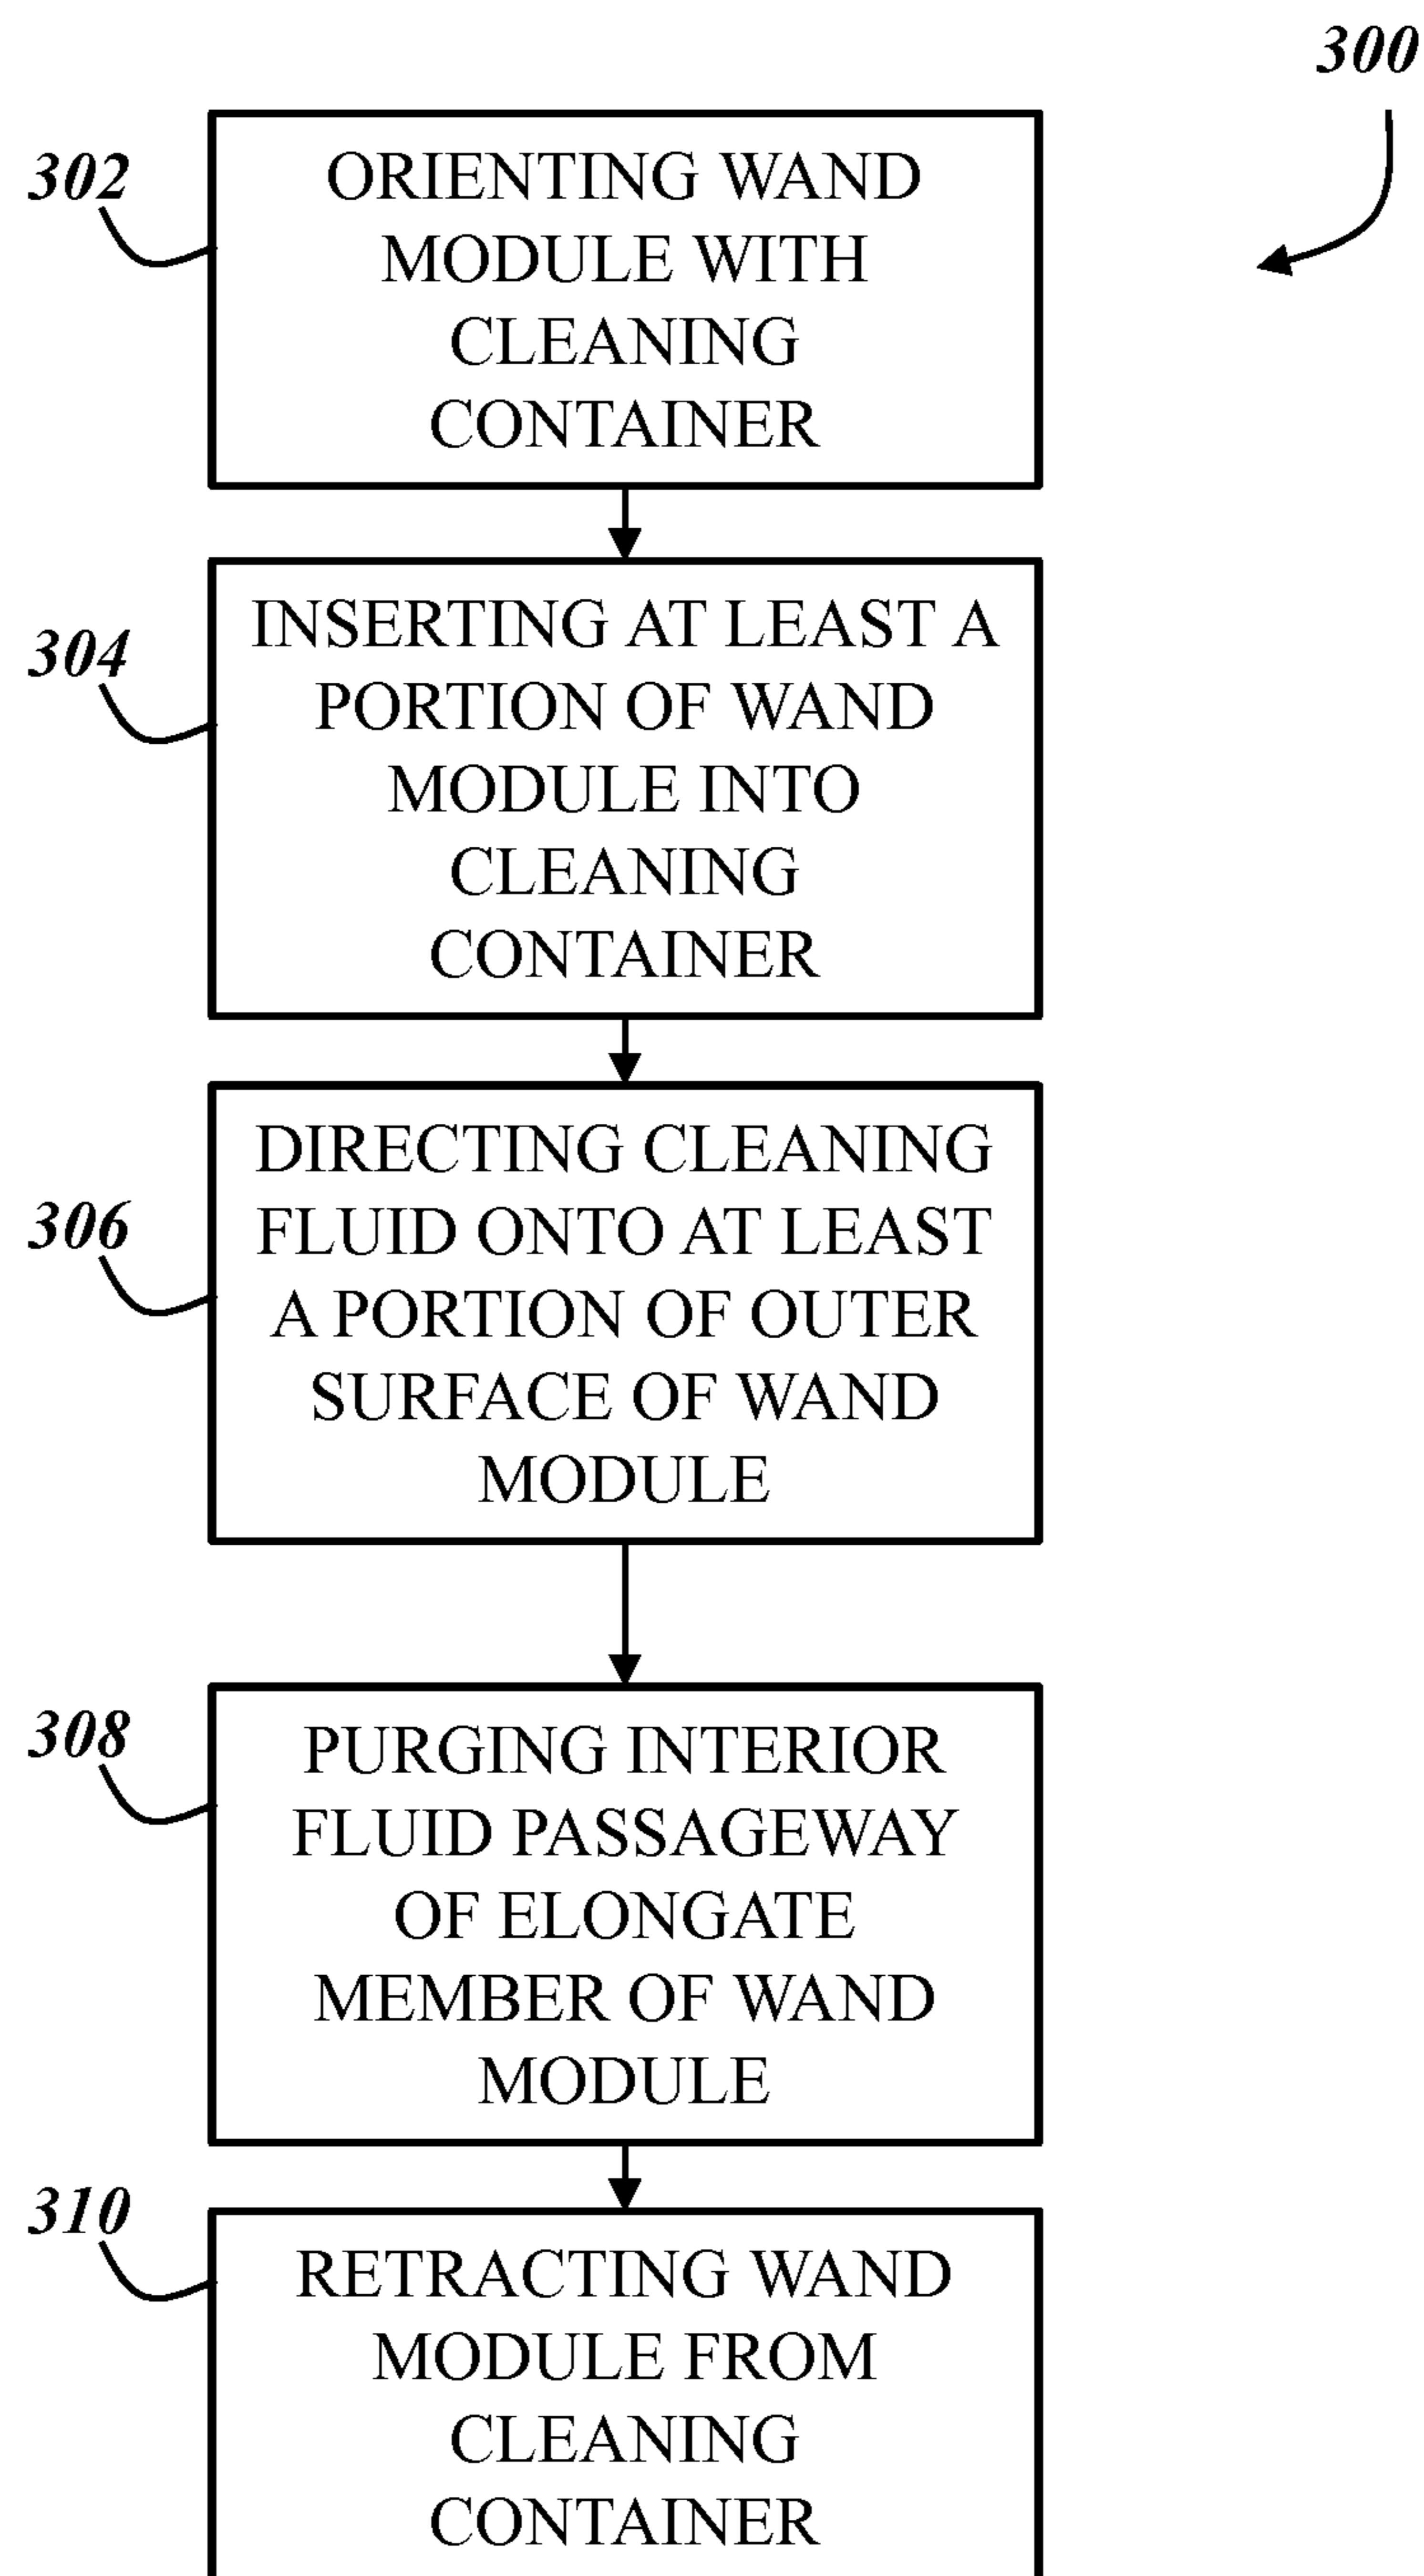 300
302
ORIENTING WAND
MODULE WITH
CLEANING
CONTAINER
304
INSERTING AT LEAST A
PORTION OF WAND
MODULE INTO
CLEANING
CONTAINER
306
DIRECTING CLEANING
FLUID ONTO AT LEAST
A PORTION OF OUTER
SURFACE OF WAND
MODULE
308
PURGING INTERIOR
FLUID PASSAGEWAY
OF ELONGATE
MEMBER OF WAND
MODULE
310
RETRACTING WAND
MODULE FROM
CLEANING
CONTAINER